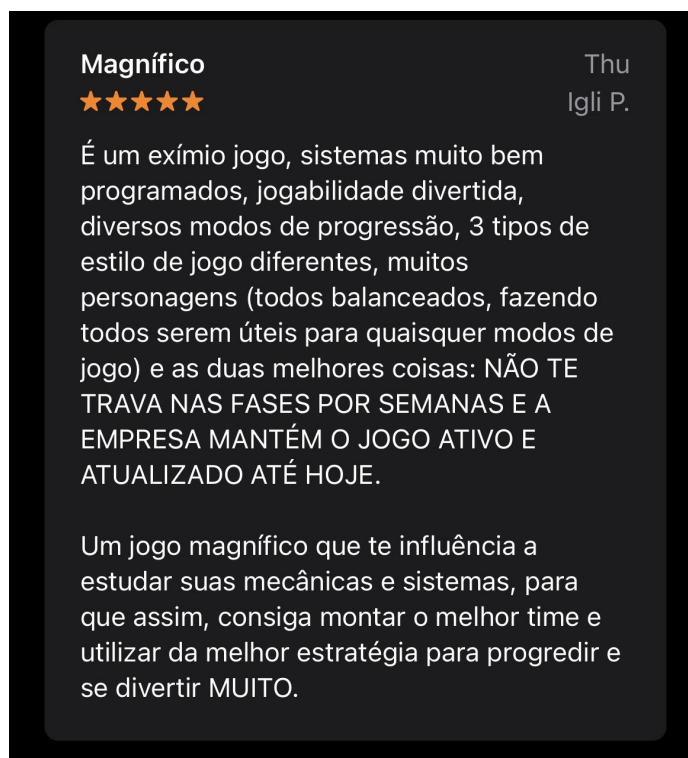 Magnífico
Thu
★★★★★
Igli P.
É um exímio jogo, sistemas muito bem
programados, jogabilidade divertida,
diversos modos de progressão, 3 tipos de
estilo de jogo diferentes, muitos
personagens (todos balanceados, fazendo
todos serem úteis para quaisquer modos de
jogo) e as duas melhores coisas: NÃO TE
TRAVA NAS FASES POR SEMANAS E A
EMPRESA MANTÉM O JOGO ATIVO E
ATUALIZADO ATÉ HOJE.
Um jogo magnífico que te influência a
estudar suas mecânicas e sistemas, para
que assim, consiga montar o melhor time e
utilizar da melhor estratégia para progredir e
se divertir MUITO.